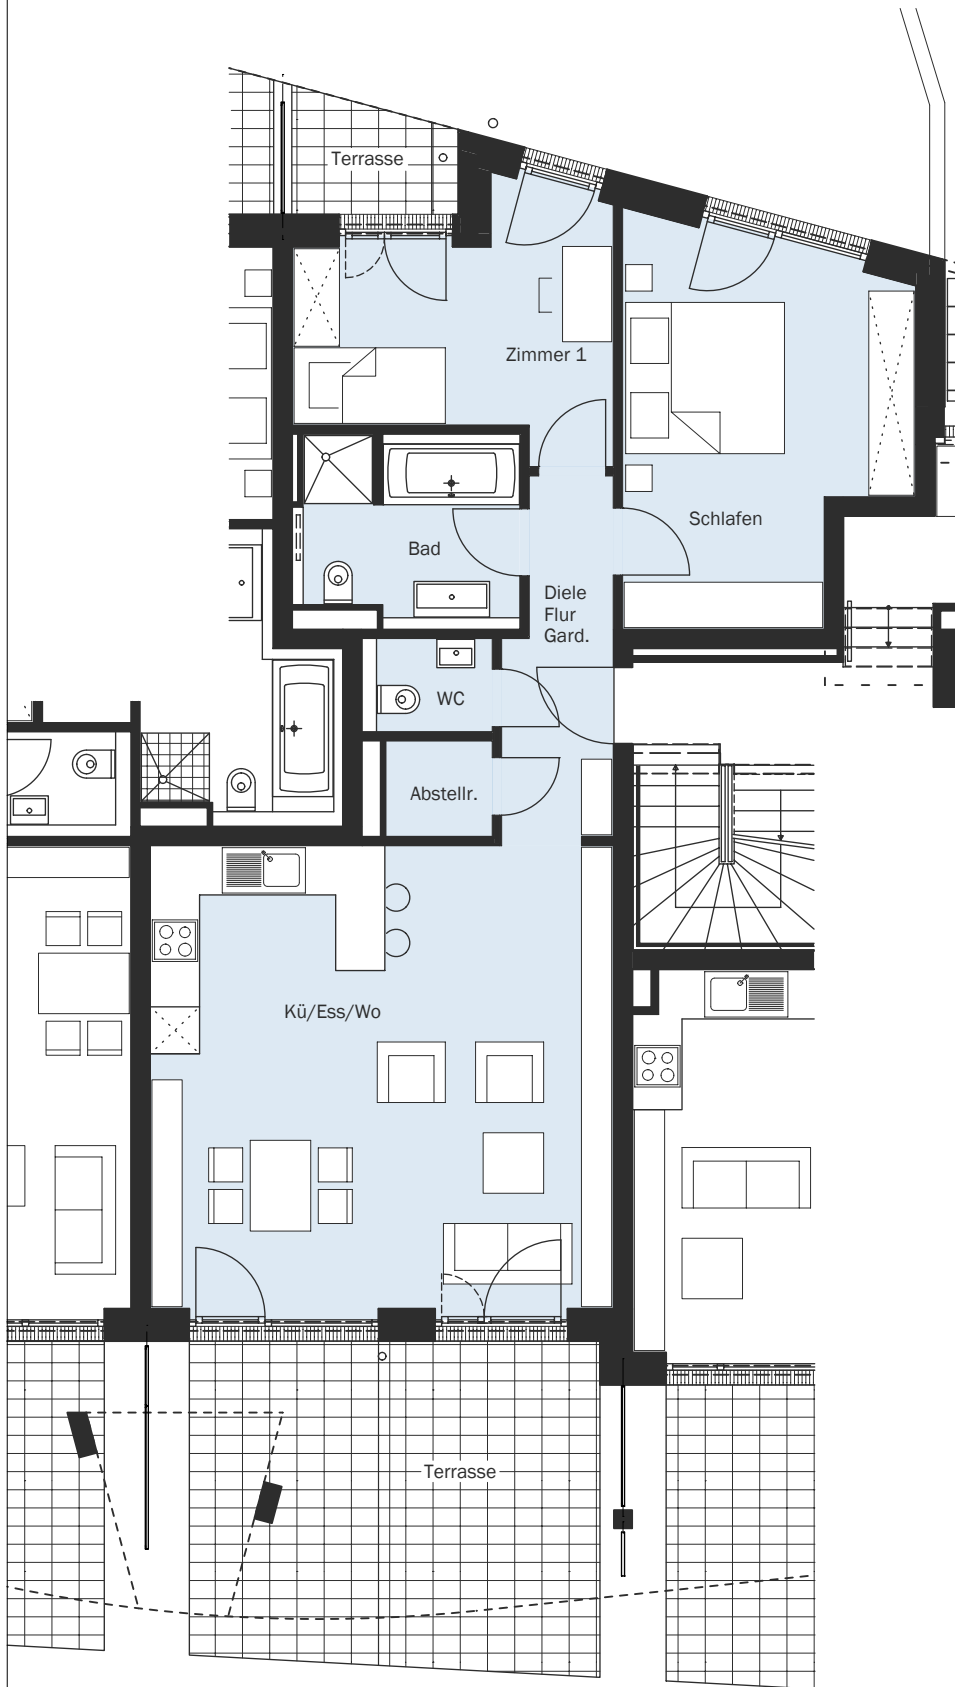 Terrasse
Zimmer 1
Schlafen
Bad
Diele
Flur
Gard.
WC
Abstellr.
Kü/Ess/Wo
Terrasse